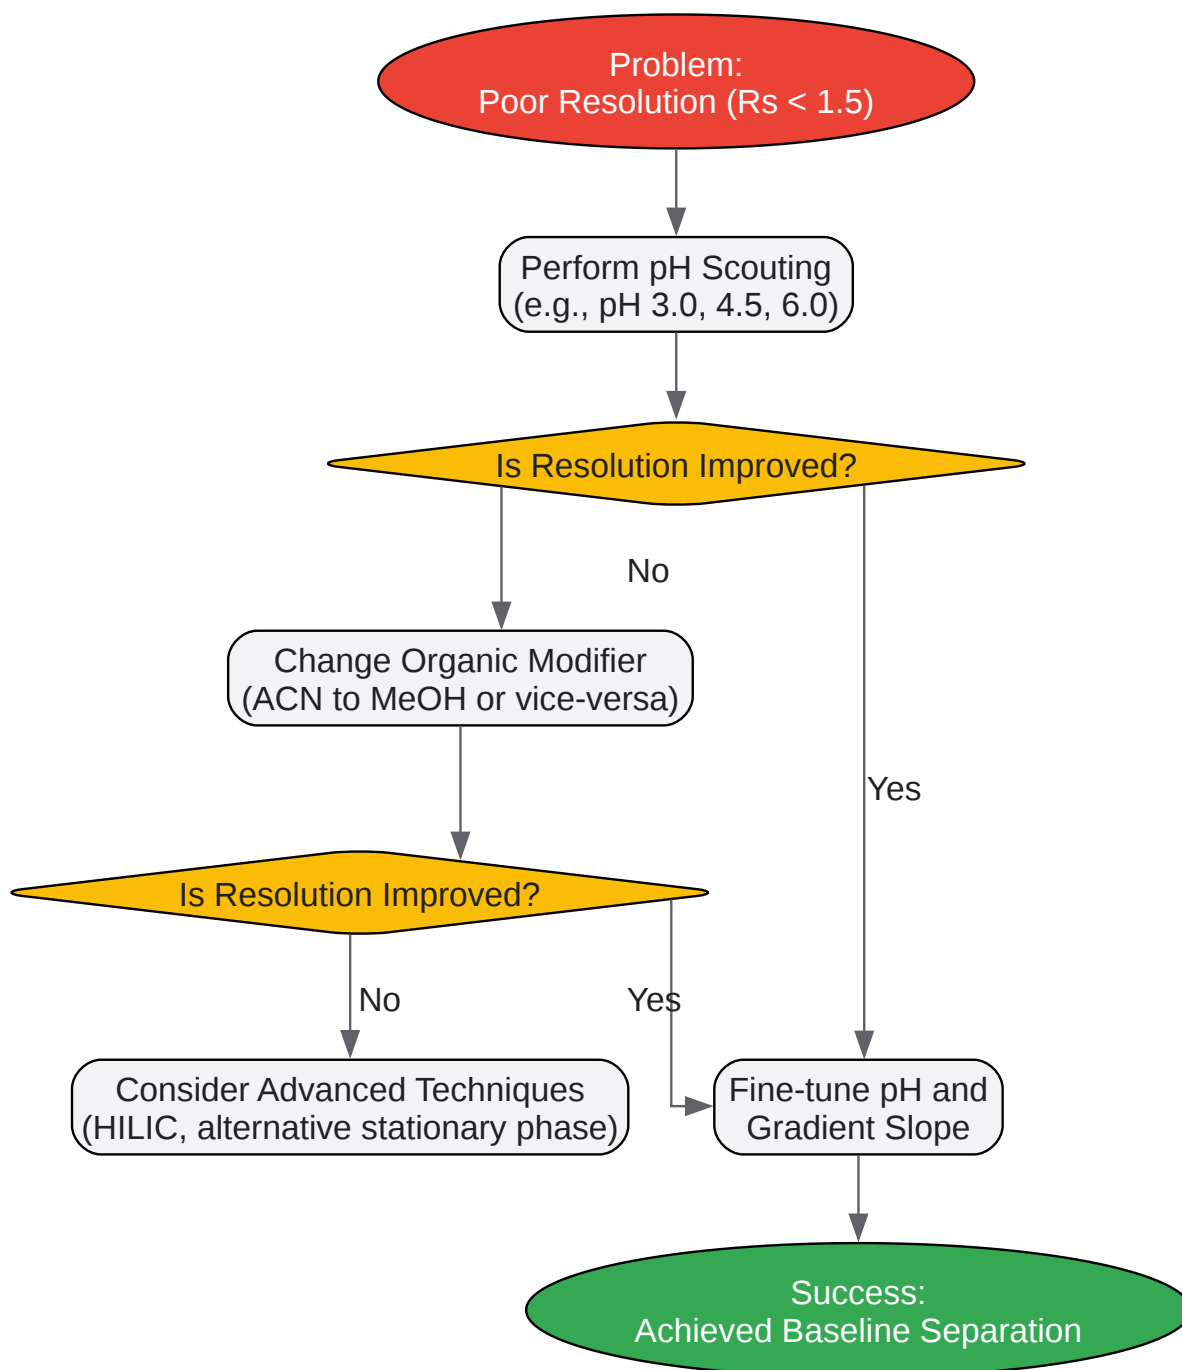 Problem:
Poor Resolution (Rs < 1.5)
Perform pH Scouting
(e.g., pH 3.0, 4.5, 6.0)
Is Resolution Improved?
No
Change Organic Modifier
(ACN to MeOH or vice-versa)
Yes
Is Resolution Improved?
No
Yes
Consider Advanced Techniques
(HILIC, alternative stationary phase)
Fine-tune pH and
Gradient Slope
Success:
Achieved Baseline Separation